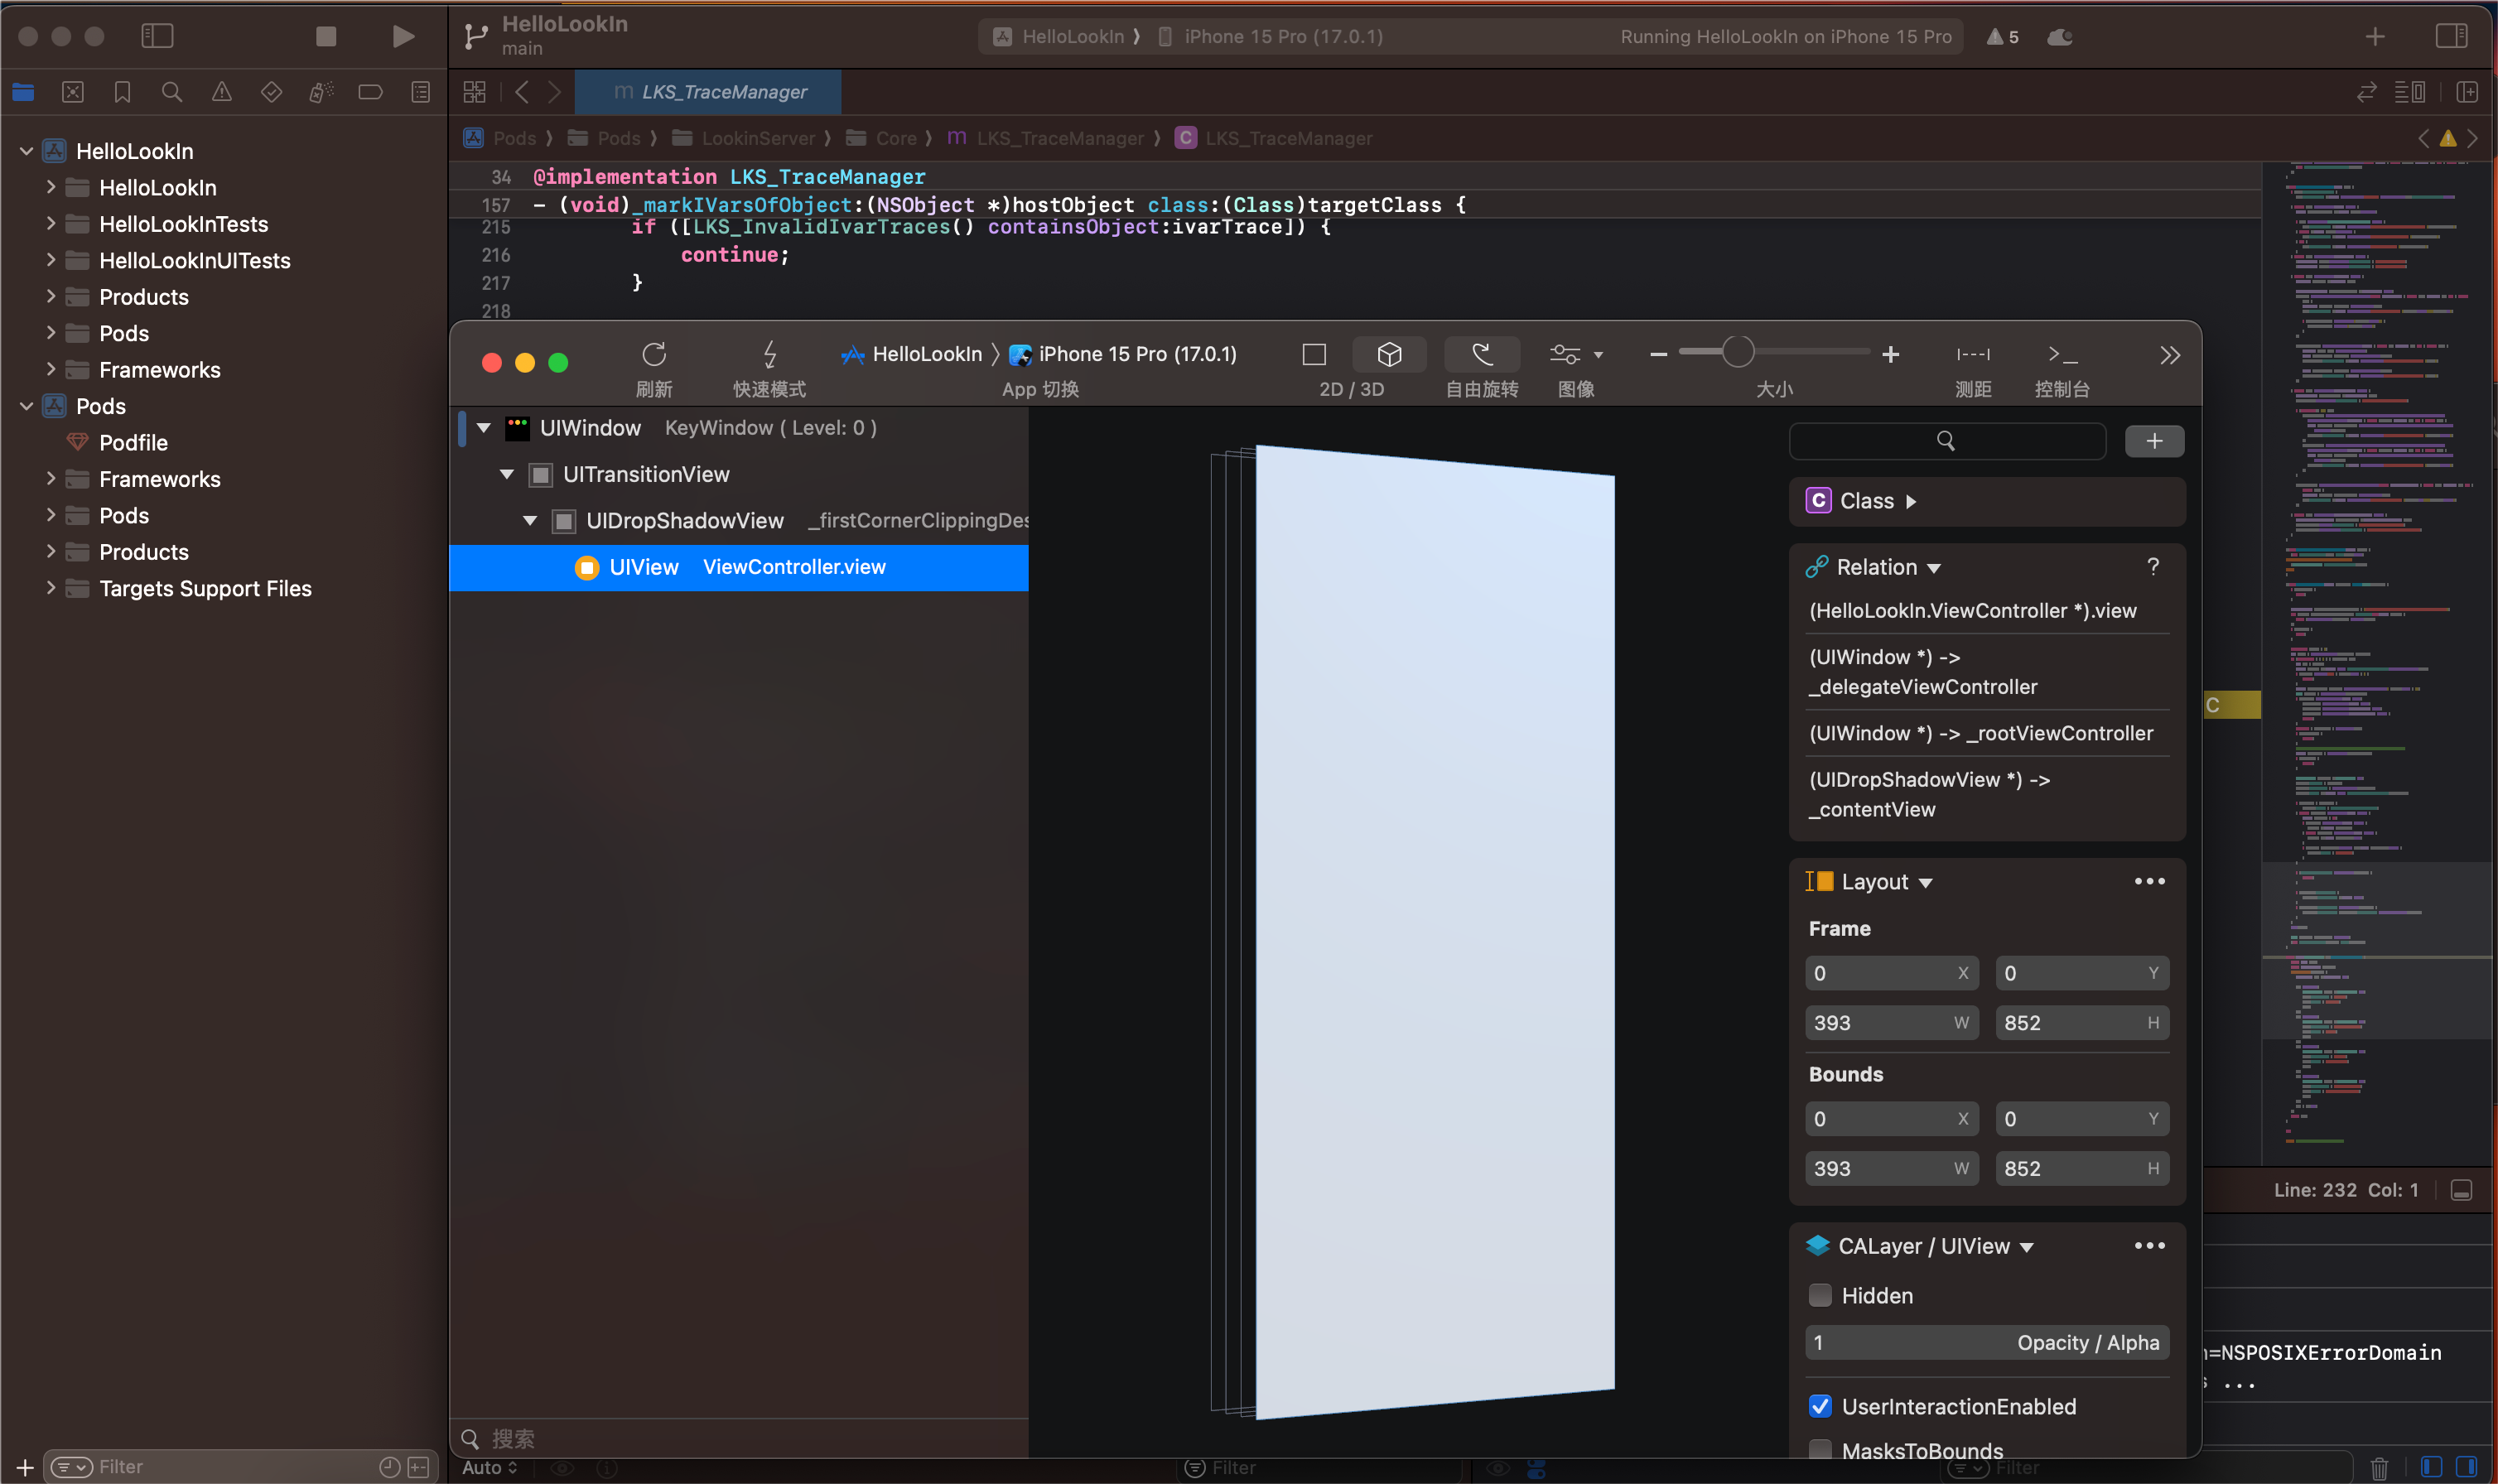 HelloLookIn
main
HelloLookIn ⟩ iPhone 15 Pro (17.0.1)
Running HelloLookIn on iPhone 15 Pro
5
m LKS_TraceManager
Pods ⟩ Pods ⟩ LookinServer ⟩ Core ⟩ m LKS_TraceManager ⟩ C LKS_TraceManager
HelloLookIn
HelloLookIn
HelloLookInTests
HelloLookInUITests
Products
Pods
Frameworks
Pods
Podfile
Frameworks
Pods
Products
Targets Support Files
Filter
34 @implementation LKS_TraceManager
157 - (void)_markIVarsOfObject:(NSObject *)hostObject class:(Class)targetClass {
215 if ([LKS_InvalidIvarTraces() containsObject:ivarTrace]) {
216 continue;
217 }
218
HelloLookIn 〉 iPhone 15 Pro (17.0.1)
刷新
快速模式
App 切换
2D / 3D
自由旋转
图像
大小
测距
控制台
UIWindow KeyWindow ( Level: 0 )
UITransitionView
UIDropShadowView _firstCornerClippingDes
UIView ViewController.view
搜索
C Class
Relation ?
(HelloLookIn.ViewController *).view
(UIWindow *) ->
_delegateViewController
(UIWindow *) -> _rootViewController
(UIDropShadowView *) ->
_contentView
Layout
Frame
0 X 0 Y
393 W 852 H
Bounds
0 X 0 Y
393 W 852 H
CALayer / UIView
Hidden
1 Opacity / Alpha
UserInteractionEnabled
MasksToBounds
C
Line: 232 Col: 1
=NSPOSIXErrorDomain
...
Auto
Filter
Filter